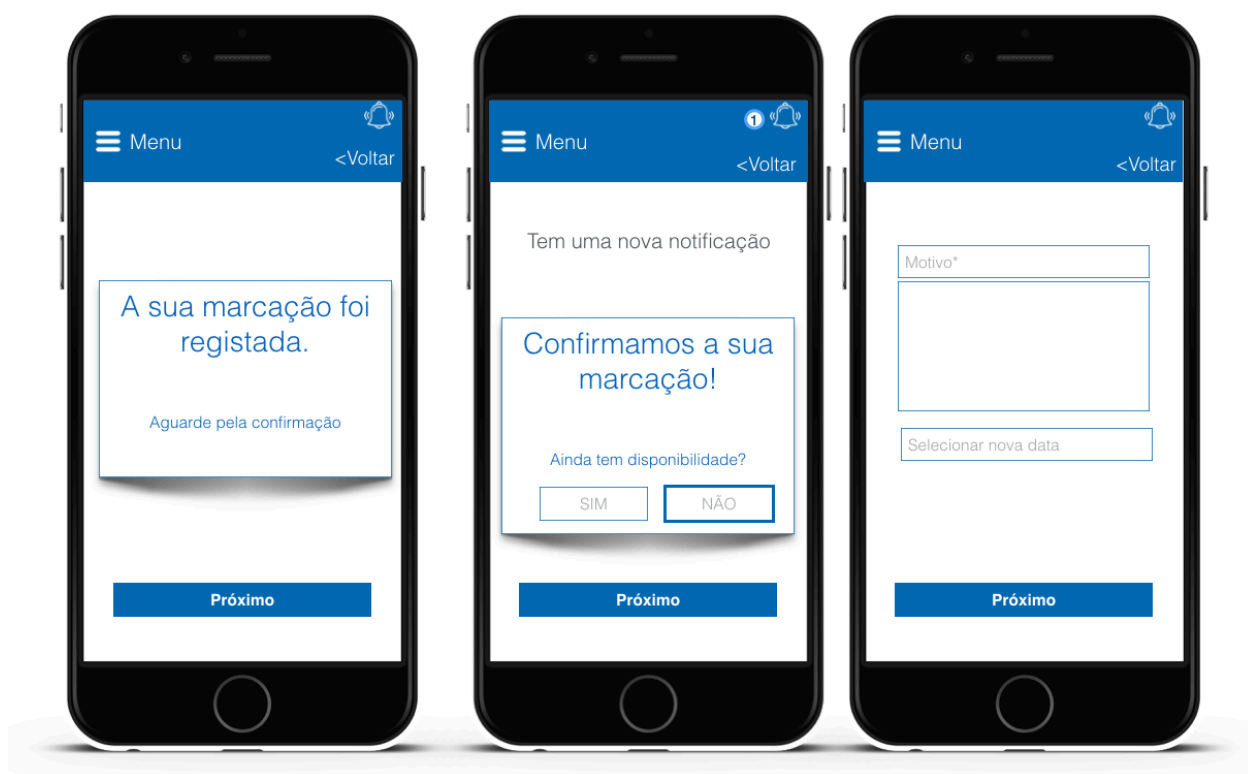 Menu
<Voltar
A sua marcação foi
registada.
Aguarde pela confirmação
Próximo
1
Menu
<Voltar
Tem uma nova notificação
Confirmamos a sua
marcação!
Ainda tem disponibilidade?
SIM
NÃO
Próximo
Menu
<Voltar
Motivo*
Selecionar nova data
Próximo